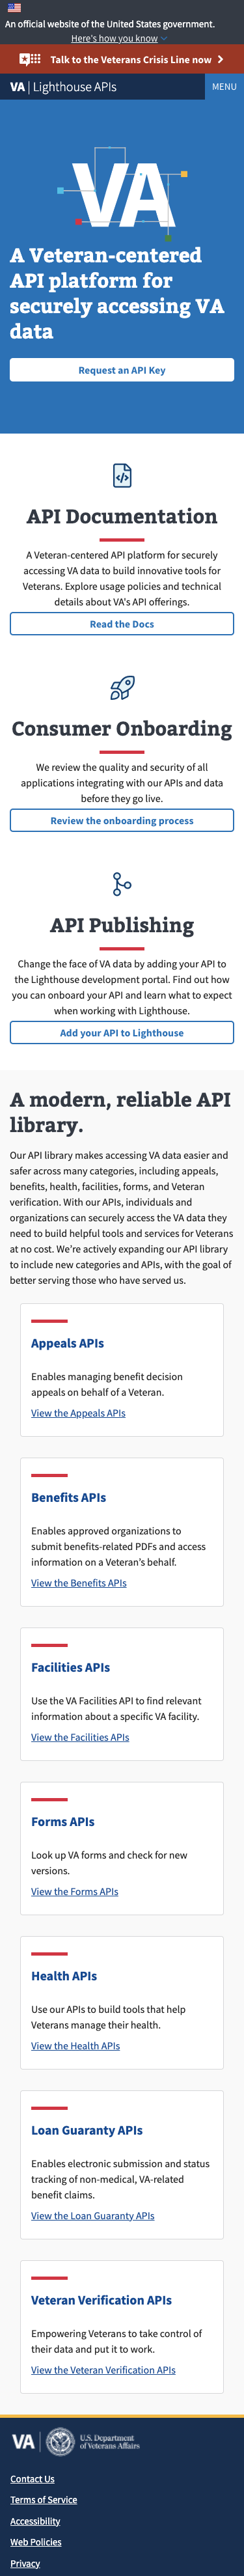 An official website of the United States government.
Here's how you know
Talk to the Veterans Crisis Line now
VA | Lighthouse APIs
MENU
VA
A Veteran-centered
API platform for
securely accessing VA
data
Request an API Key
API Documentation
A Veteran-centered API platform for securely
accessing VA data to build innovative tools for
Veterans. Explore usage policies and technical
details about VA's API offerings.
Read the Docs
Consumer Onboarding
We review the quality and security of all
applications integrating with our APIs and data
before they go live.
Review the onboarding process
API Publishing
Change the face of VA data by adding your API to
the Lighthouse development portal. Find out how
you can onboard your API and learn what to expect
when working with Lighthouse.
Add your API to Lighthouse
A modern, reliable API
library.
Our API library makes accessing VA data easier and
safer across many categories, including appeals,
benefits, health, facilities, forms, and Veteran
verification. With our APIs, individuals and
organizations can securely access the VA data they
need to build helpful tools and services for Veterans
at no cost. We're actively expanding our API library
to include new categories and APIs, with the goal of
better serving those who have served us.
Appeals APIs
Enables managing benefit decision
appeals on behalf of a Veteran.
View the Appeals APIs
Benefits APIs
Enables approved organizations to
submit benefits-related PDFs and access
information on a Veteran's behalf.
View the Benefits APIs
Facilities APIs
Use the VA Facilities API to find relevant
information about a specific VA facility.
View the Facilities APIs
Forms APIs
Look up VA forms and check for new
versions.
View the Forms APIs
Health APIs
Use our APIs to build tools that help
Veterans manage their health.
View the Health APIs
Loan Guaranty APIs
Enables electronic submission and status
tracking of non-medical, VA-related
benefit claims.
View the Loan Guaranty APIs
Veteran Verification APIs
Empowering Veterans to take control of
their data and put it to work.
View the Veteran Verification APIs
VA
U.S. Department
of Veterans Affairs
Contact Us
Terms of Service
Accessibility
Web Policies
Privacy